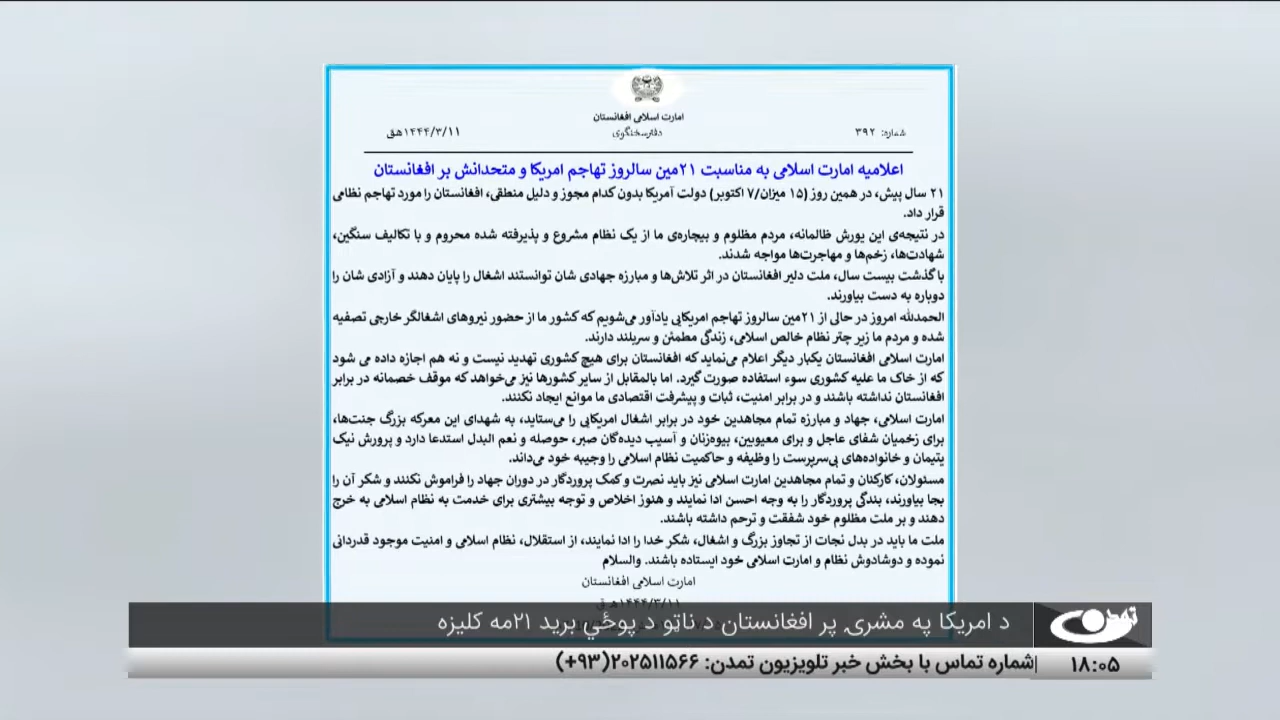 امارت اسلامی افغانستان
دفتر سخنگوی
شماره: ۳۹۲
۱۴۴۴/۳/۱۱هق
اعلامیه امارت اسلامی به مناسبت ۲۱مین سالروز تهاجم امریکا و متحدانش بر افغانستان
۲۱ سال پیش، در همین روز (۱۵ میزان/۷ اکتوبر) دولت آمریکا بدون کدام مجوز و دلیل منطقی، افغانستان را مورد تهاجم نظامی
قرار داد.
در نتیجه‌ی این یورش ظالمانه، مردم مظلوم و بیچاره‌ی ما از یک نظام مشروع و پذیرفته شده محروم و با تکالیف سنگین،
شهادت‌ها، زخم‌ها و مهاجرت‌ها مواجه شدند.
با گذشت بیست سال، ملت دلیر افغانستان در اثر تلاش‌ها و مبارزه جهادی شان توانستند اشغال را پایان دهند و آزادی شان را
دوباره به دست بیاورند.
الحمدلله امروز در حالی از ۲۱مین سالروز تهاجم امریکایی یادآور می‌شویم که کشور ما از حضور نیروهای اشغالگر خارجی تصفیه
شده و مردم ما زیر چتر نظام خالص اسلامی، زندگی مطمئن و سربلند دارند.
امارت اسلامی افغانستان یکبار دیگر اعلام می‌نماید که افغانستان برای هیچ کشوری تهدید نیست و نه هم اجازه داده می شود
که از خاک ما علیه کشوری سوء استفاده صورت گیرد. اما بالمقابل از سایر کشورها نیز می‌خواهد که موقف خصمانه در برابر
افغانستان نداشته باشند و در برابر امنیت، ثبات و پیشرفت اقتصادی ما موانع ایجاد نکنند.
امارت اسلامی، جهاد و مبارزه تمام مجاهدین خود در برابر اشغال امریکایی را می‌ستاید، به شهدای این معرکه بزرگ جنت‌ها،
برای زخمیان شفای عاجل و برای معیوبین، بیوه‌زنان و آسیب دیده‌گان صبر، حوصله و نعم البدل استدعا دارد و پرورش نیک
یتیمان و خانواده‌های بی‌سرپرست را وظیفه و حاکمیت نظام اسلامی را وجیبه خود می‌داند.
مسئولان، کارکنان و تمام مجاهدین امارت اسلامی نیز باید نصرت و کمک پروردگار در دوران جهاد را فراموش نکنند و شکر آن را
بجا بیاورند، بندگی پروردگار را به وجه احسن ادا نمایند و هنوز اخلاص و توجه بیشتری برای خدمت به نظام اسلامی به خرج
دهند و بر ملت مظلوم خود شفقت و ترحم داشته باشند.
ملت ما باید در بدل نجات از تجاوز بزرگ و اشغال، شکر خدا را ادا نمایند، از استقلال، نظام اسلامی و امنیت موجود قدردانی
نموده و دوشادوش نظام و امارت اسلامی خود ایستاده باشند. والسلام
امارت اسلامی افغانستان
۱۴۴۴/۳/۱۱هـ ق
د امریکا په مشرۍ پر افغانستان د ناټو د پوځي برید ۲۱مه کلیزه
تمدن
شماره تماس با بخش خبر تلویزیون تمدن: ۲۰۲۵۱۱۵۶۶(۹۳+)
۱۸:۰۵